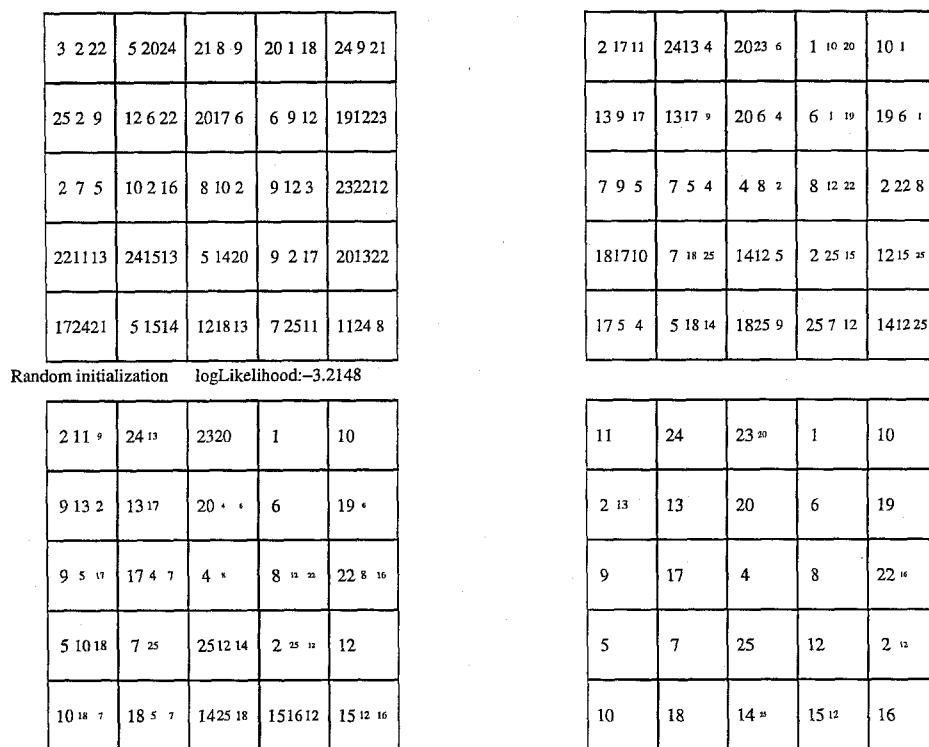 3 2 22 5 2024 21 8 9 20 1 18 24 9 21
25 2 9 12 6 22 2017 6 6 9 12 191223
2 7 5 10 2 16 8 10 2 9 12 3 232212
221113 241513 5 1420 9 2 17 201322
172421 5 1514 121813 7 2511 1124 8
Random initialization logLikelihood:–3.2148
2 17 11 2413 4 2023 6 1 10 20 10 1
13 9 17 1317 9 206 4 6 1 19 19 6 1
7 9 5 7 5 4 4 8 2 8 12 22 2 22 8
181710 7 18 25 1412 5 2 25 15 1215 25
17 5 4 5 18 14 1825 9 25 7 12 141225
2 11 9 24 13 2320 1 10
9 13 2 13 17 20 4 6 6 19 6
9 5 17 17 4 7 4 8 8 12 22 22 8 16
5 10 18 7 25 2512 14 2 25 12 12
10 18 7 18 5 7 1425 18 151612 15 12 16
11 24 23 20 1 10
2 13 13 20 6 19
9 17 4 8 22 16
5 7 25 12 2 12
10 18 14 25 15 12 16